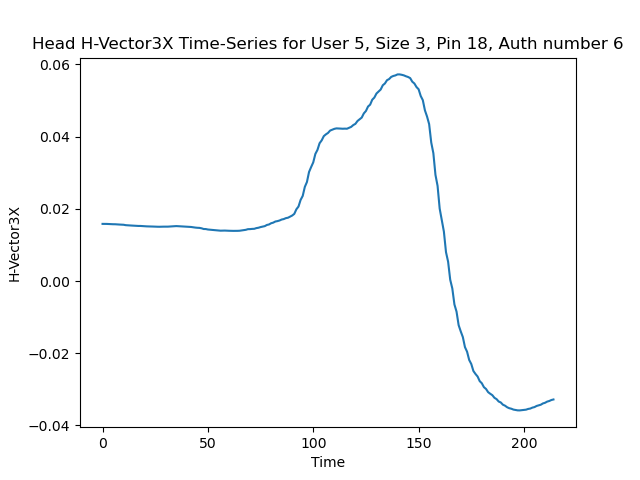 Head H-Vector3X Time-Series for User 5, Size 3, Pin 18, Auth number 6
0.06
0.04
0.02
0.00
−0.02
−0.04
H-Vector3X
0 50 100 150 200
Time